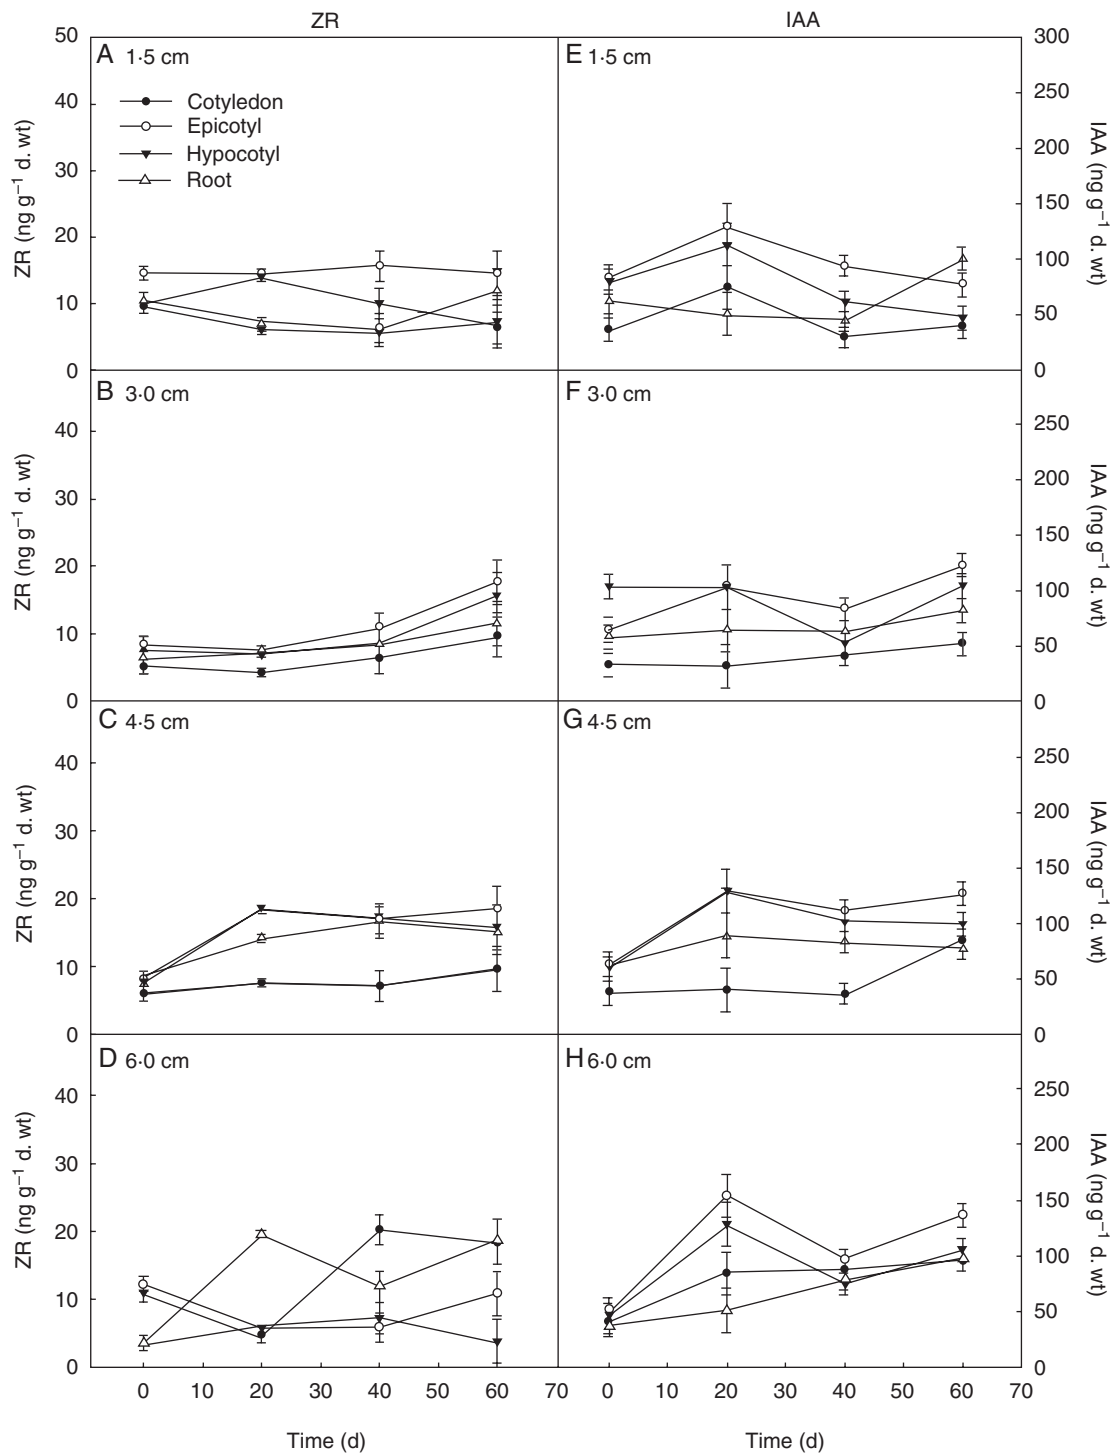 ZR
IAA
A 1·5 cm
E 1·5 cm
Cotyledon
Epicotyl
Hypocotyl
Root
50
40
30
20
10
0
ZR (ng g⁻¹ d. wt)
300
250
200
150
100
50
0
IAA (ng g⁻¹ d. wt)
B 3·0 cm
F 3·0 cm
40
30
20
10
0
ZR (ng g⁻¹ d. wt)
250
200
150
100
50
0
IAA (ng g⁻¹ d. wt)
C 4·5 cm
G 4·5 cm
40
30
20
10
0
ZR (ng g⁻¹ d. wt)
250
200
150
100
50
0
IAA (ng g⁻¹ d. wt)
D 6·0 cm
H 6·0 cm
40
30
20
10
0
ZR (ng g⁻¹ d. wt)
250
200
150
100
50
0
IAA (ng g⁻¹ d. wt)
0 10 20 30 40 50 60 70 0 10 20 30 40 50 60 70
Time (d)
Time (d)